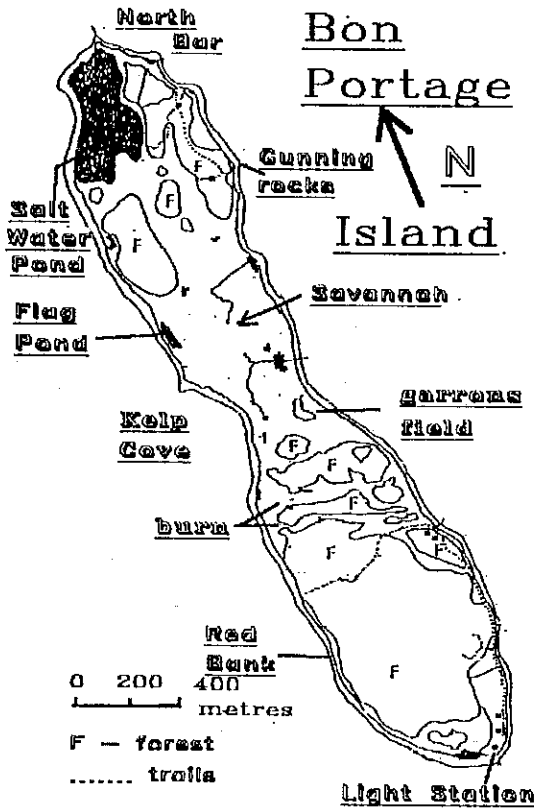 North
Bar
Bon
Portage
Island
N
Gunning
rocks
F
F
Salt
Water
Pond
F
Savannah
Flag
Pond
garrons
field
Kelp
Cove
F
F
burn
F
F
F
Red
Bank
F
0 200 400
metres
F - forest
....... trails
Light Station